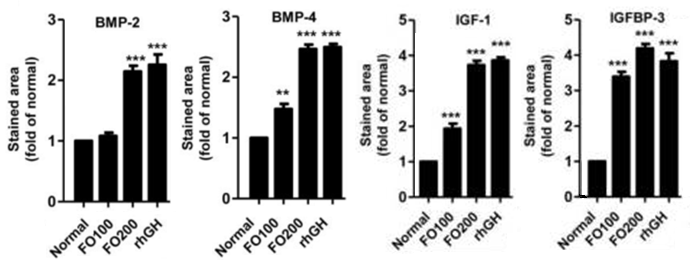 BMP-2
Stained area
(fold of normal)
3
2
1
0
***
***
Normal
FO100
FO200
rhGH
BMP-4
Stained area
(fold of normal)
3
2
1
0
**
***
***
Normal
FO100
FO200
rhGH
IGF-1
Stained area
(fold of normal)
5
4
3
2
1
0
***
***
***
Normal
FO100
FO200
rhGH
IGFBP-3
Stained area
(fold of normal)
5
4
3
2
1
0
***
***
***
Normal
FO100
FO200
rhGH